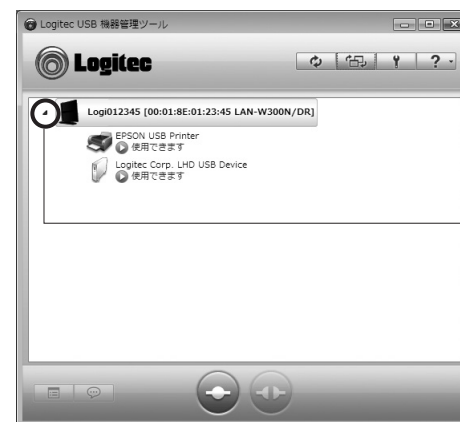 Logitec USB 機器管理ツール
Logitec
?
Logi012345 [00:01:8E:01:23:45 LAN-W300N/DR]
EPSON USB Printer
使用できます
Logitec Corp. LHD USB Device
使用できます